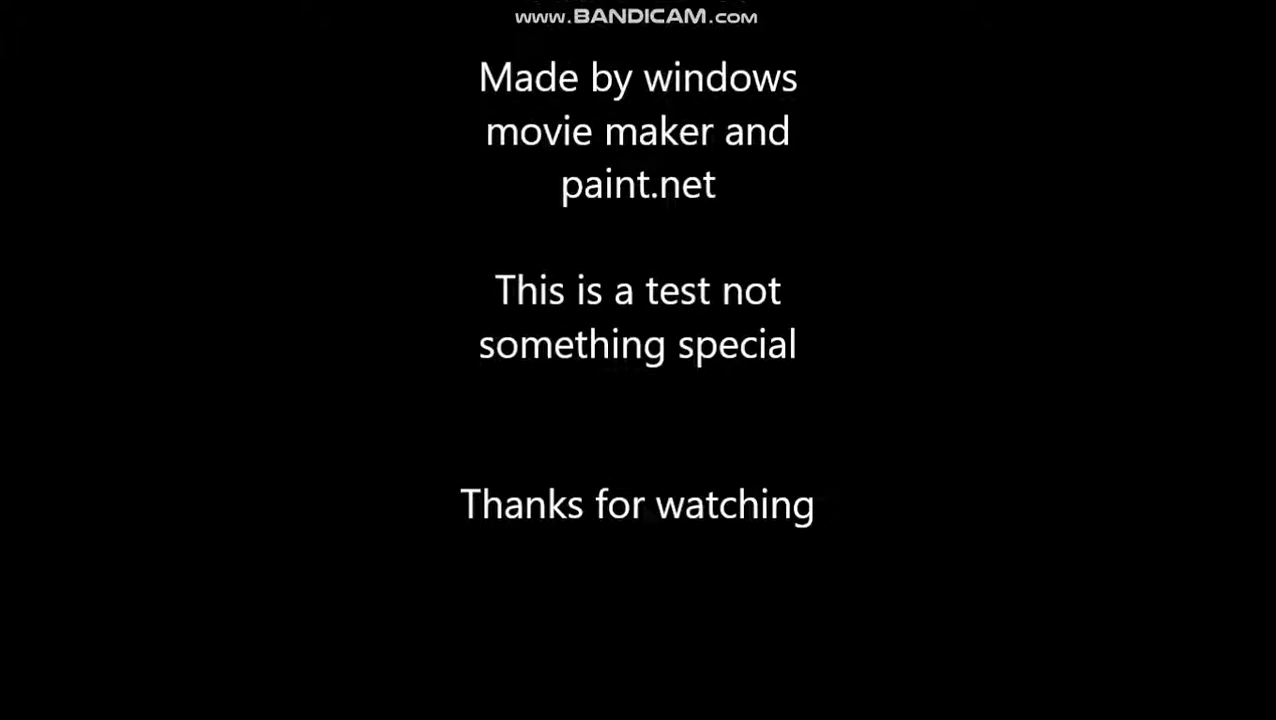 www.BANDICAM.com
Made by windows
movie maker and
paint.net
This is a test not
something special
Thanks for watching